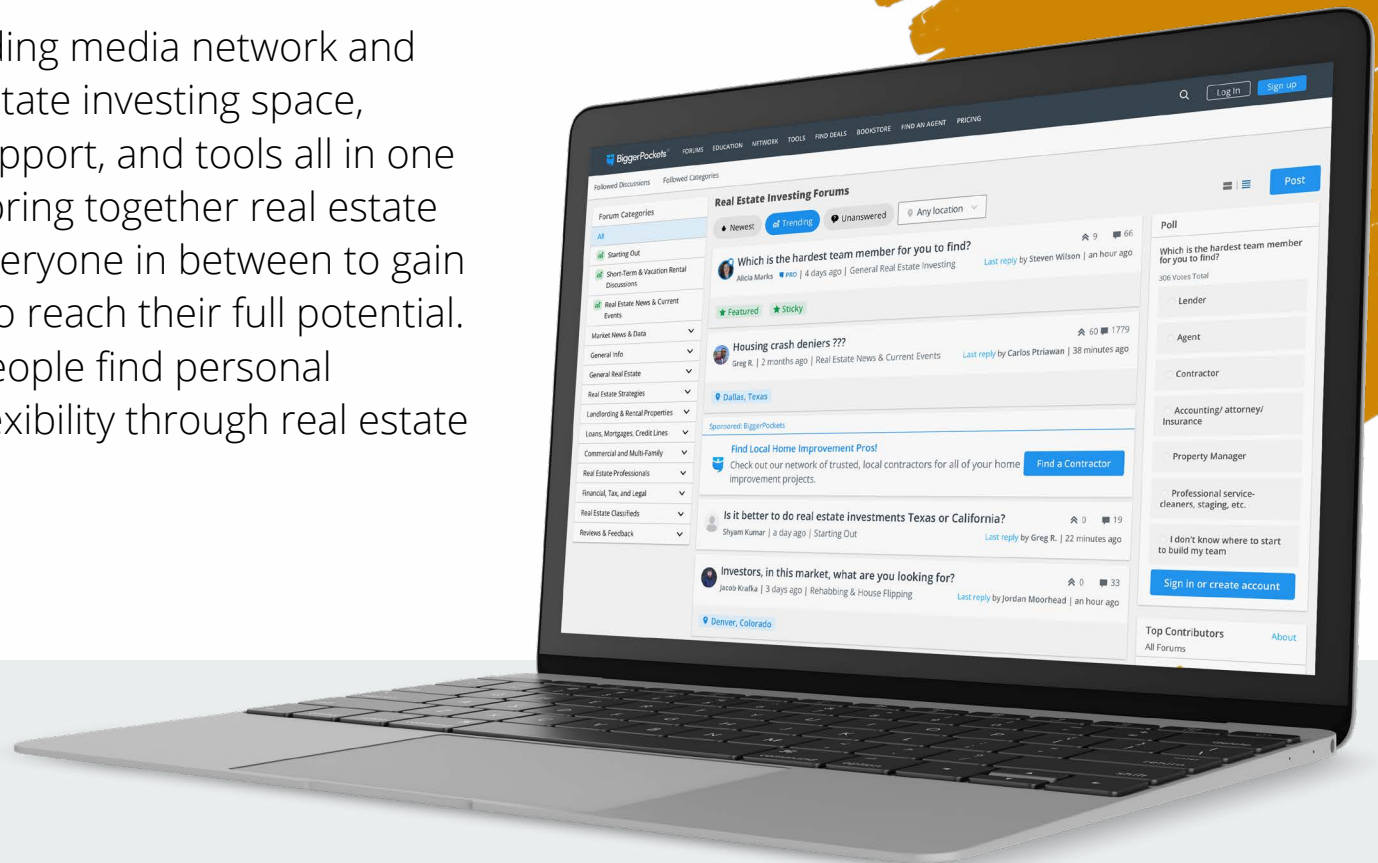 ding media network and
state investing space,
upport, and tools all in one
bring together real estate
veryone in between to gain
o reach their full potential.
eople find personal
exibility through real estate
Log In
Sign up
BiggerPockets
FORUMS
EDUCATION
NETWORK
TOOLS
FIND DEALS
BOOKSTORE
FIND AN AGENT
PRICING
Followed Discussions
Followed Categories
Forum Categories
All
Starting Out
Short-Term & Vacation Rental
Discussions
Real Estate News & Current
Events
Market News & Data
General Info
General Real Estate
Real Estate Strategies
Landlording & Rental Properties
Loans, Mortgages, Credit Lines
Commercial and Multi-Family
Real Estate Professionals
Financial, Tax, and Legal
Real Estate Classifieds
Reviews & Feedback
Real Estate Investing Forums
Newest
Trending
Unanswered
Any location
Post
Which is the hardest team member for you to find?
9 66
Alicia Marks PRO | 4 days ago | General Real Estate Investing
Last reply by Steven Wilson | an hour ago
Featured
Sticky
Housing crash deniers ???
60 1779
Greg R. | 2 months ago | Real Estate News & Current Events
Last reply by Carlos Ptriawan | 38 minutes ago
Dallas, Texas
Sponsored: BiggerPockets
Find Local Home Improvement Pros!
Check out our network of trusted, local contractors for all of your home
improvement projects.
Find a Contractor
Is it better to do real estate investments Texas or California?
0 19
Shyam Kumar | a day ago | Starting Out
Last reply by Greg R. | 22 minutes ago
Investors, in this market, what are you looking for?
0 33
Jacob Krafka | 3 days ago | Rehabbing & House Flipping
Last reply by Jordan Moorhead | an hour ago
Denver, Colorado
Poll
Which is the hardest team member
for you to find?
306 Votes Total
Lender
Agent
Contractor
Accounting/ attorney/
Insurance
Property Manager
Professional service-
cleaners, staging, etc.
I don't know where to start
to build my team
Sign in or create account
Top Contributors
About
All Forums